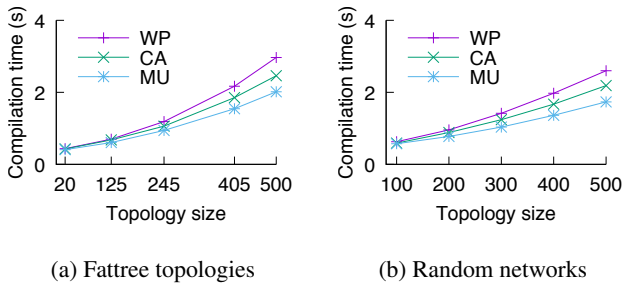 Compilation time (s)
4
2
0
WP
CA
MU
20 125 245 405 500
Topology size
(a) Fattree topologies
Compilation time (s)
4
2
0
WP
CA
MU
100 200 300 400 500
Topology size
(b) Random networks